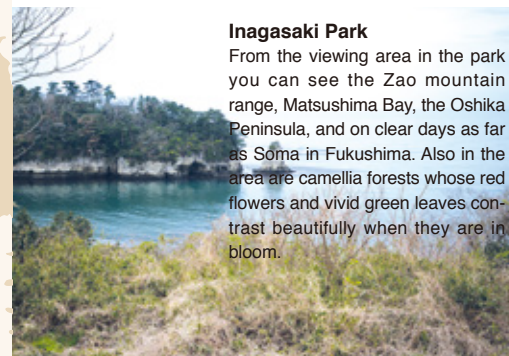 Inagasaki Park
From the viewing area in the park
you can see the Zao mountain
range, Matsushima Bay, the Oshika
Peninsula, and on clear days as far
as Soma in Fukushima. Also in the
area are camellia forests whose red
flowers and vivid green leaves con-
trast beautifully when they are in
bloom.